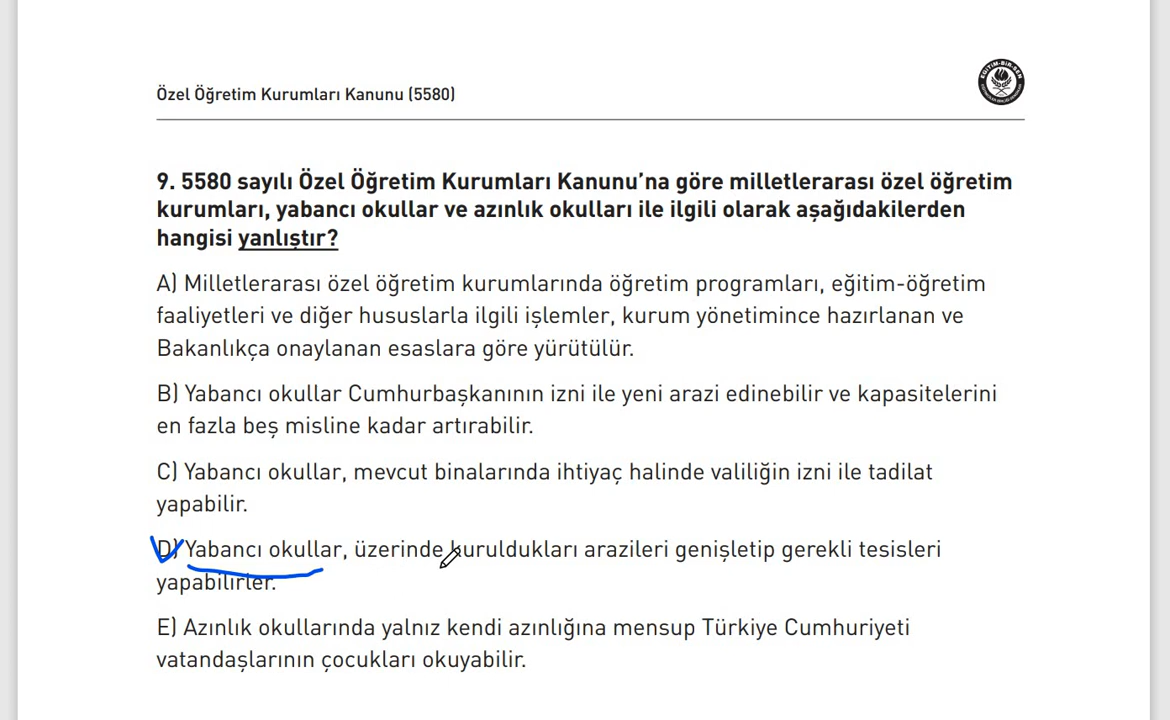 Özel Öğretim Kurumları Kanunu (5580)
EĞİTİM-BİR-SEN
9. 5580 sayılı Özel Öğretim Kurumları Kanunu’na göre milletlerarası özel öğretim
kurumları, yabancı okullar ve azınlık okulları ile ilgili olarak aşağıdakilerden
hangisi yanlıştır?
A) Milletlerarası özel öğretim kurumlarında öğretim programları, eğitim-öğretim
faaliyetleri ve diğer hususlarla ilgili işlemler, kurum yönetimince hazırlanan ve
Bakanlıkça onaylanan esaslara göre yürütülür.
B) Yabancı okullar Cumhurbaşkanının izni ile yeni arazi edinebilir ve kapasitelerini
en fazla beş misline kadar artırabilir.
C) Yabancı okullar, mevcut binalarında ihtiyaç halinde valiliğin izni ile tadilat
yapabilir.
D) Yabancı okullar, üzerinde kuruldukları arazileri genişletip gerekli tesisleri
yapabilirler.
E) Azınlık okullarında yalnız kendi azınlığına mensup Türkiye Cumhuriyeti
vatandaşlarının çocukları okuyabilir.